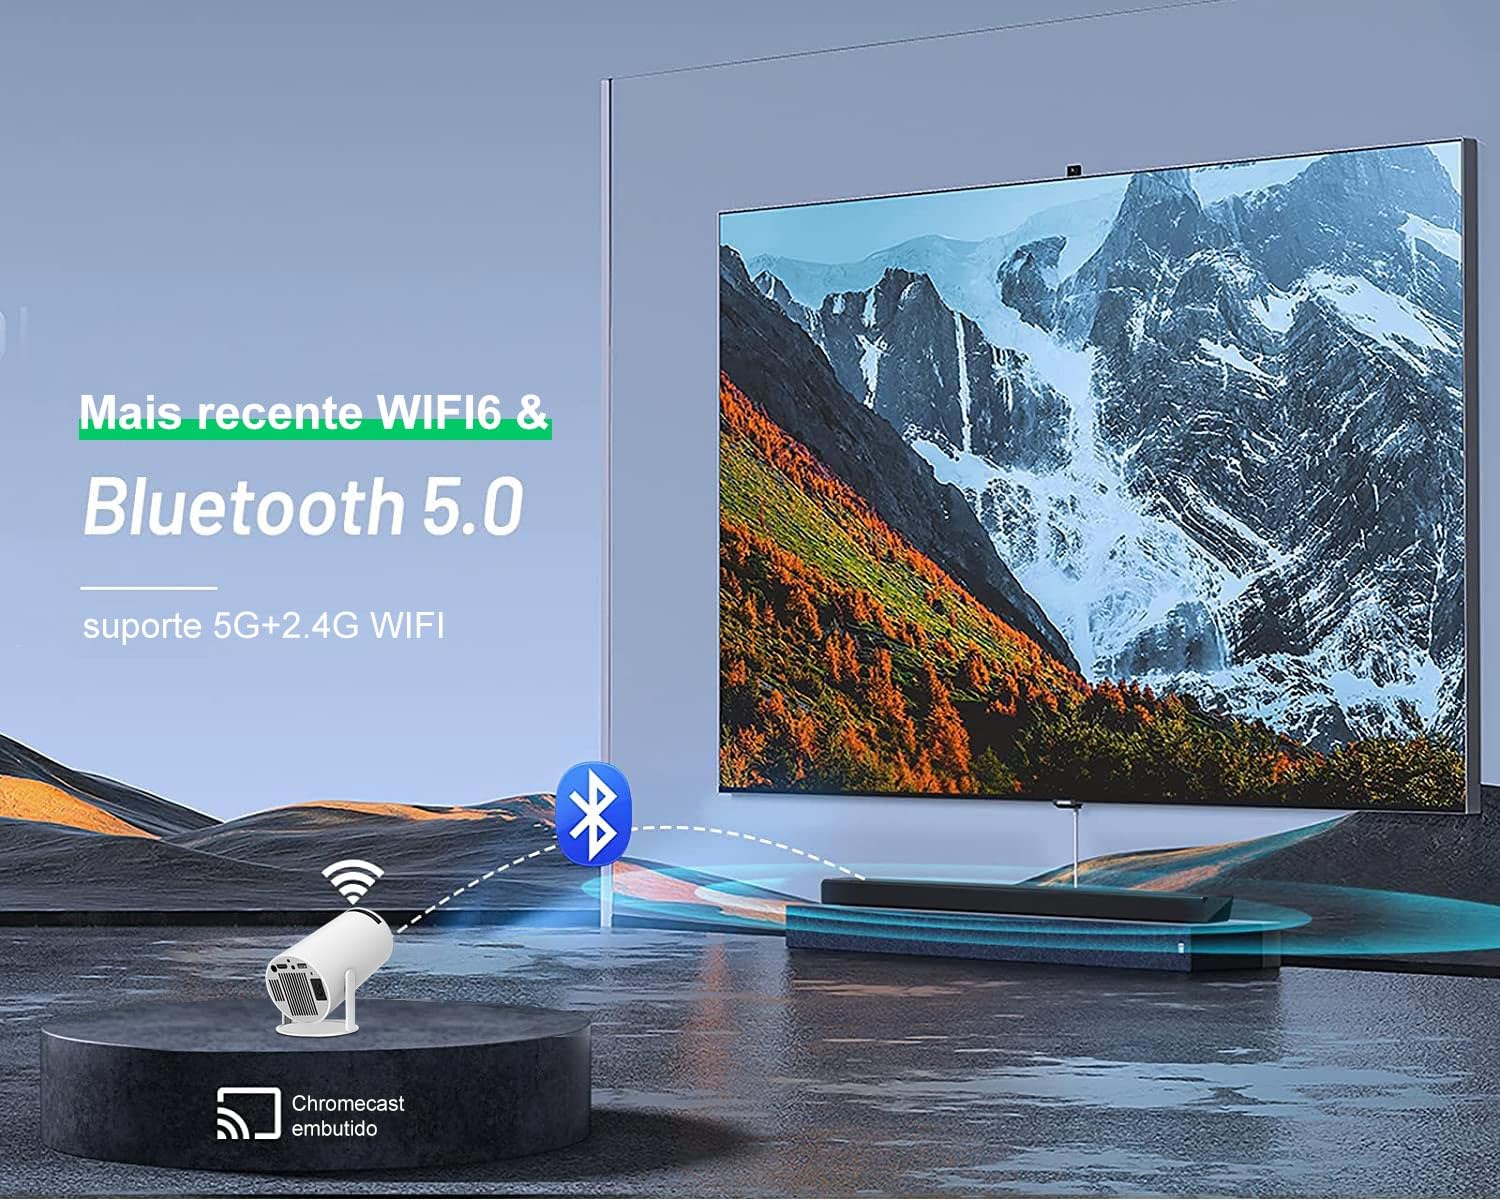 Mais recente WIFI6 &
Bluetooth 5.0
suporte 5G+2.4G WIFI
Chromecast
embutido